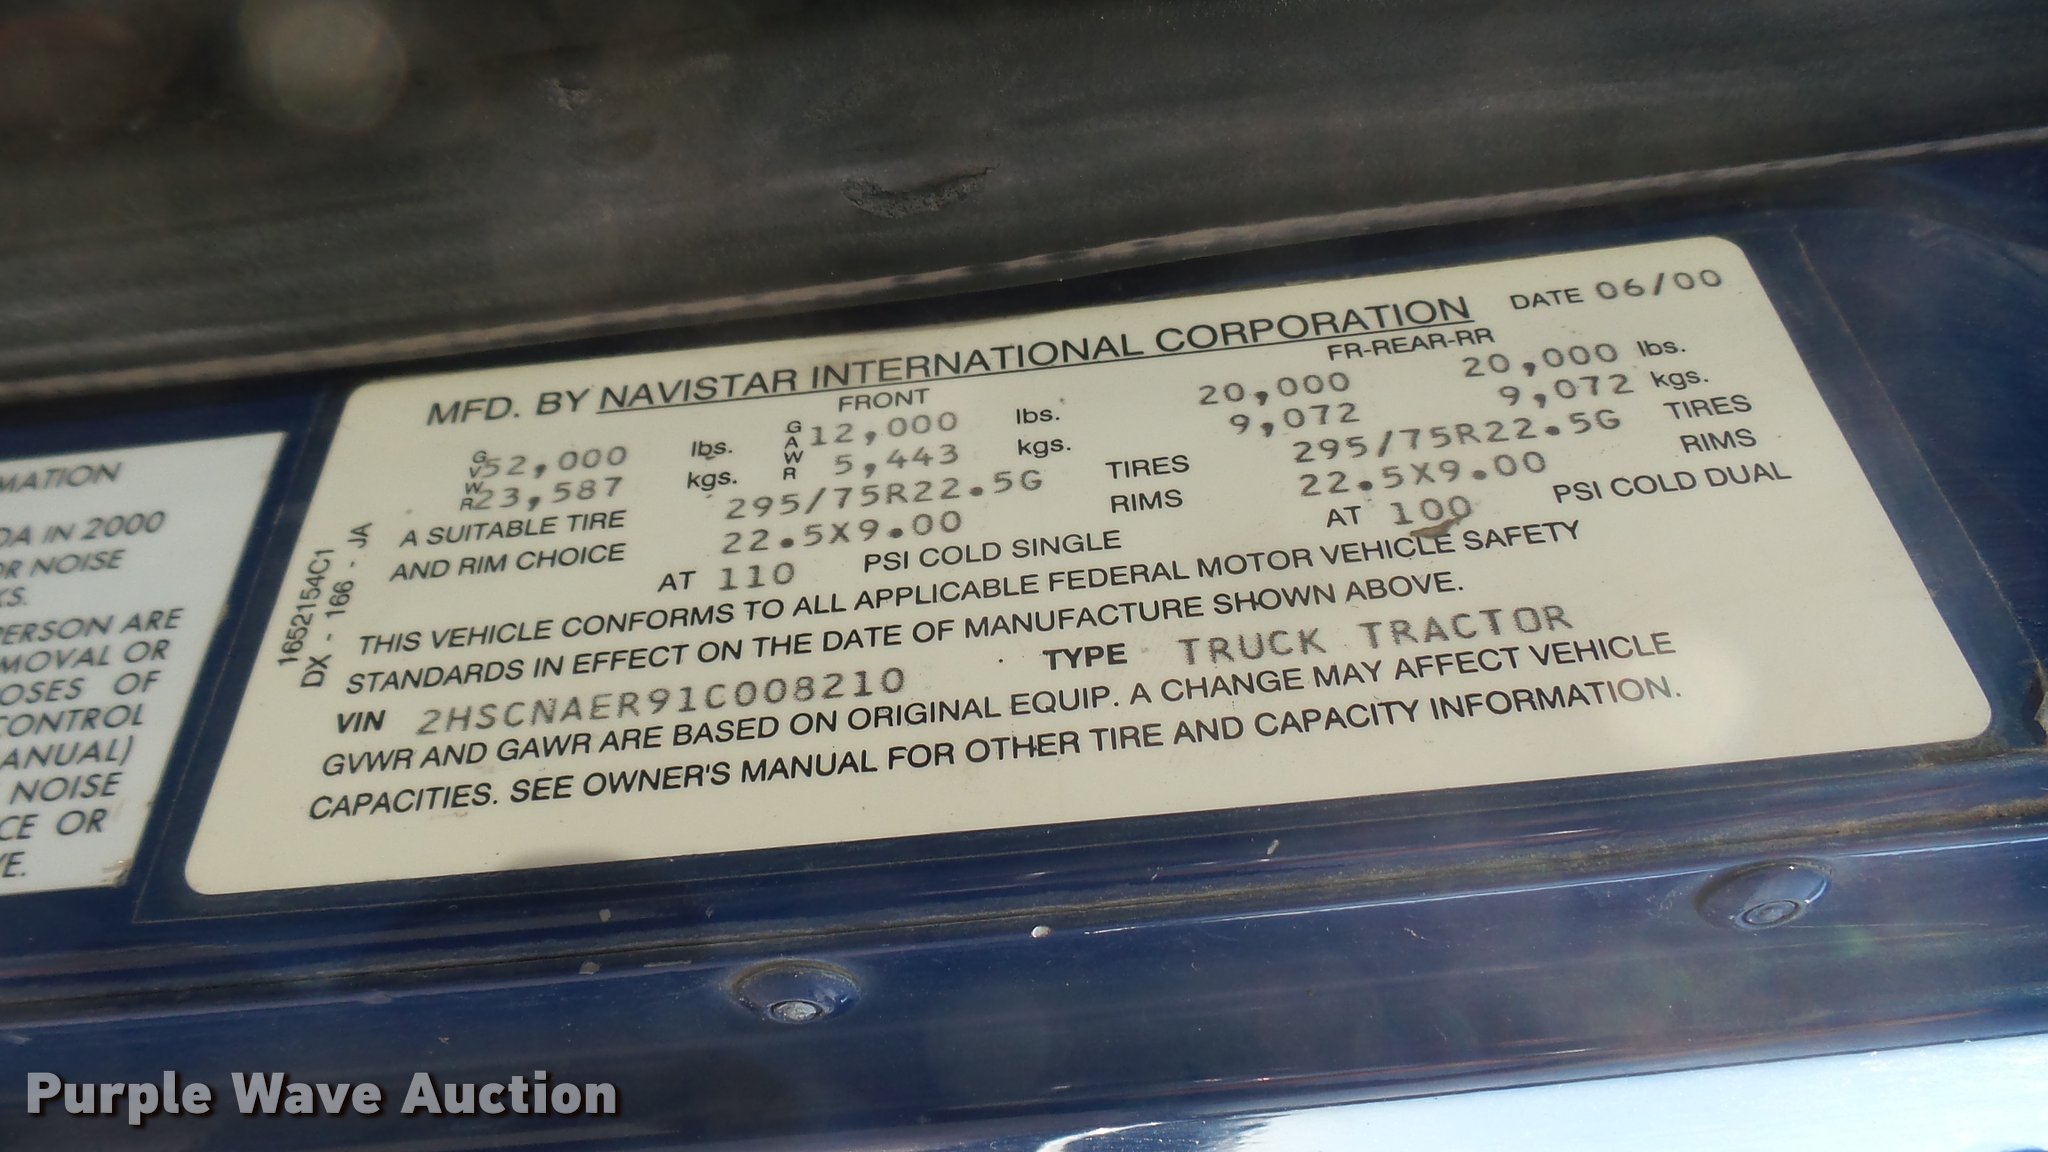 MFD. BY NAVISTAR INTERNATIONAL CORPORATION DATE 06/00
FRONT FR-REAR-RR
GVWR 52,000 lbs. GAWR 12,000 lbs. 20,000 20,000 lbs.
23,587 kgs. 5,443 kgs. 9,072 9,072 kgs.
A SUITABLE TIRE 295/75R22.5G TIRES 295/75R22.5G TIRES
AND RIM CHOICE 22.5X9.00 RIMS 22.5X9.00 RIMS
AT 110 PSI COLD SINGLE AT 100 PSI COLD DUAL
THIS VEHICLE CONFORMS TO ALL APPLICABLE FEDERAL MOTOR VEHICLE SAFETY
STANDARDS IN EFFECT ON THE DATE OF MANUFACTURE SHOWN ABOVE.
VIN 2HSCNAER91C008210 TYPE TRUCK TRACTOR
GVWR AND GAWR ARE BASED ON ORIGINAL EQUIP. A CHANGE MAY AFFECT VEHICLE
CAPACITIES. SEE OWNER'S MANUAL FOR OTHER TIRE AND CAPACITY INFORMATION.
1652154C1
DX - 166 - JA
MATION
DA IN 2000
OR NOISE
KS.
PERSON ARE
MOVAL OR
OSES OF
CONTROL
ANUAL)
NOISE
CE OR
VE.
Purple Wave Auction